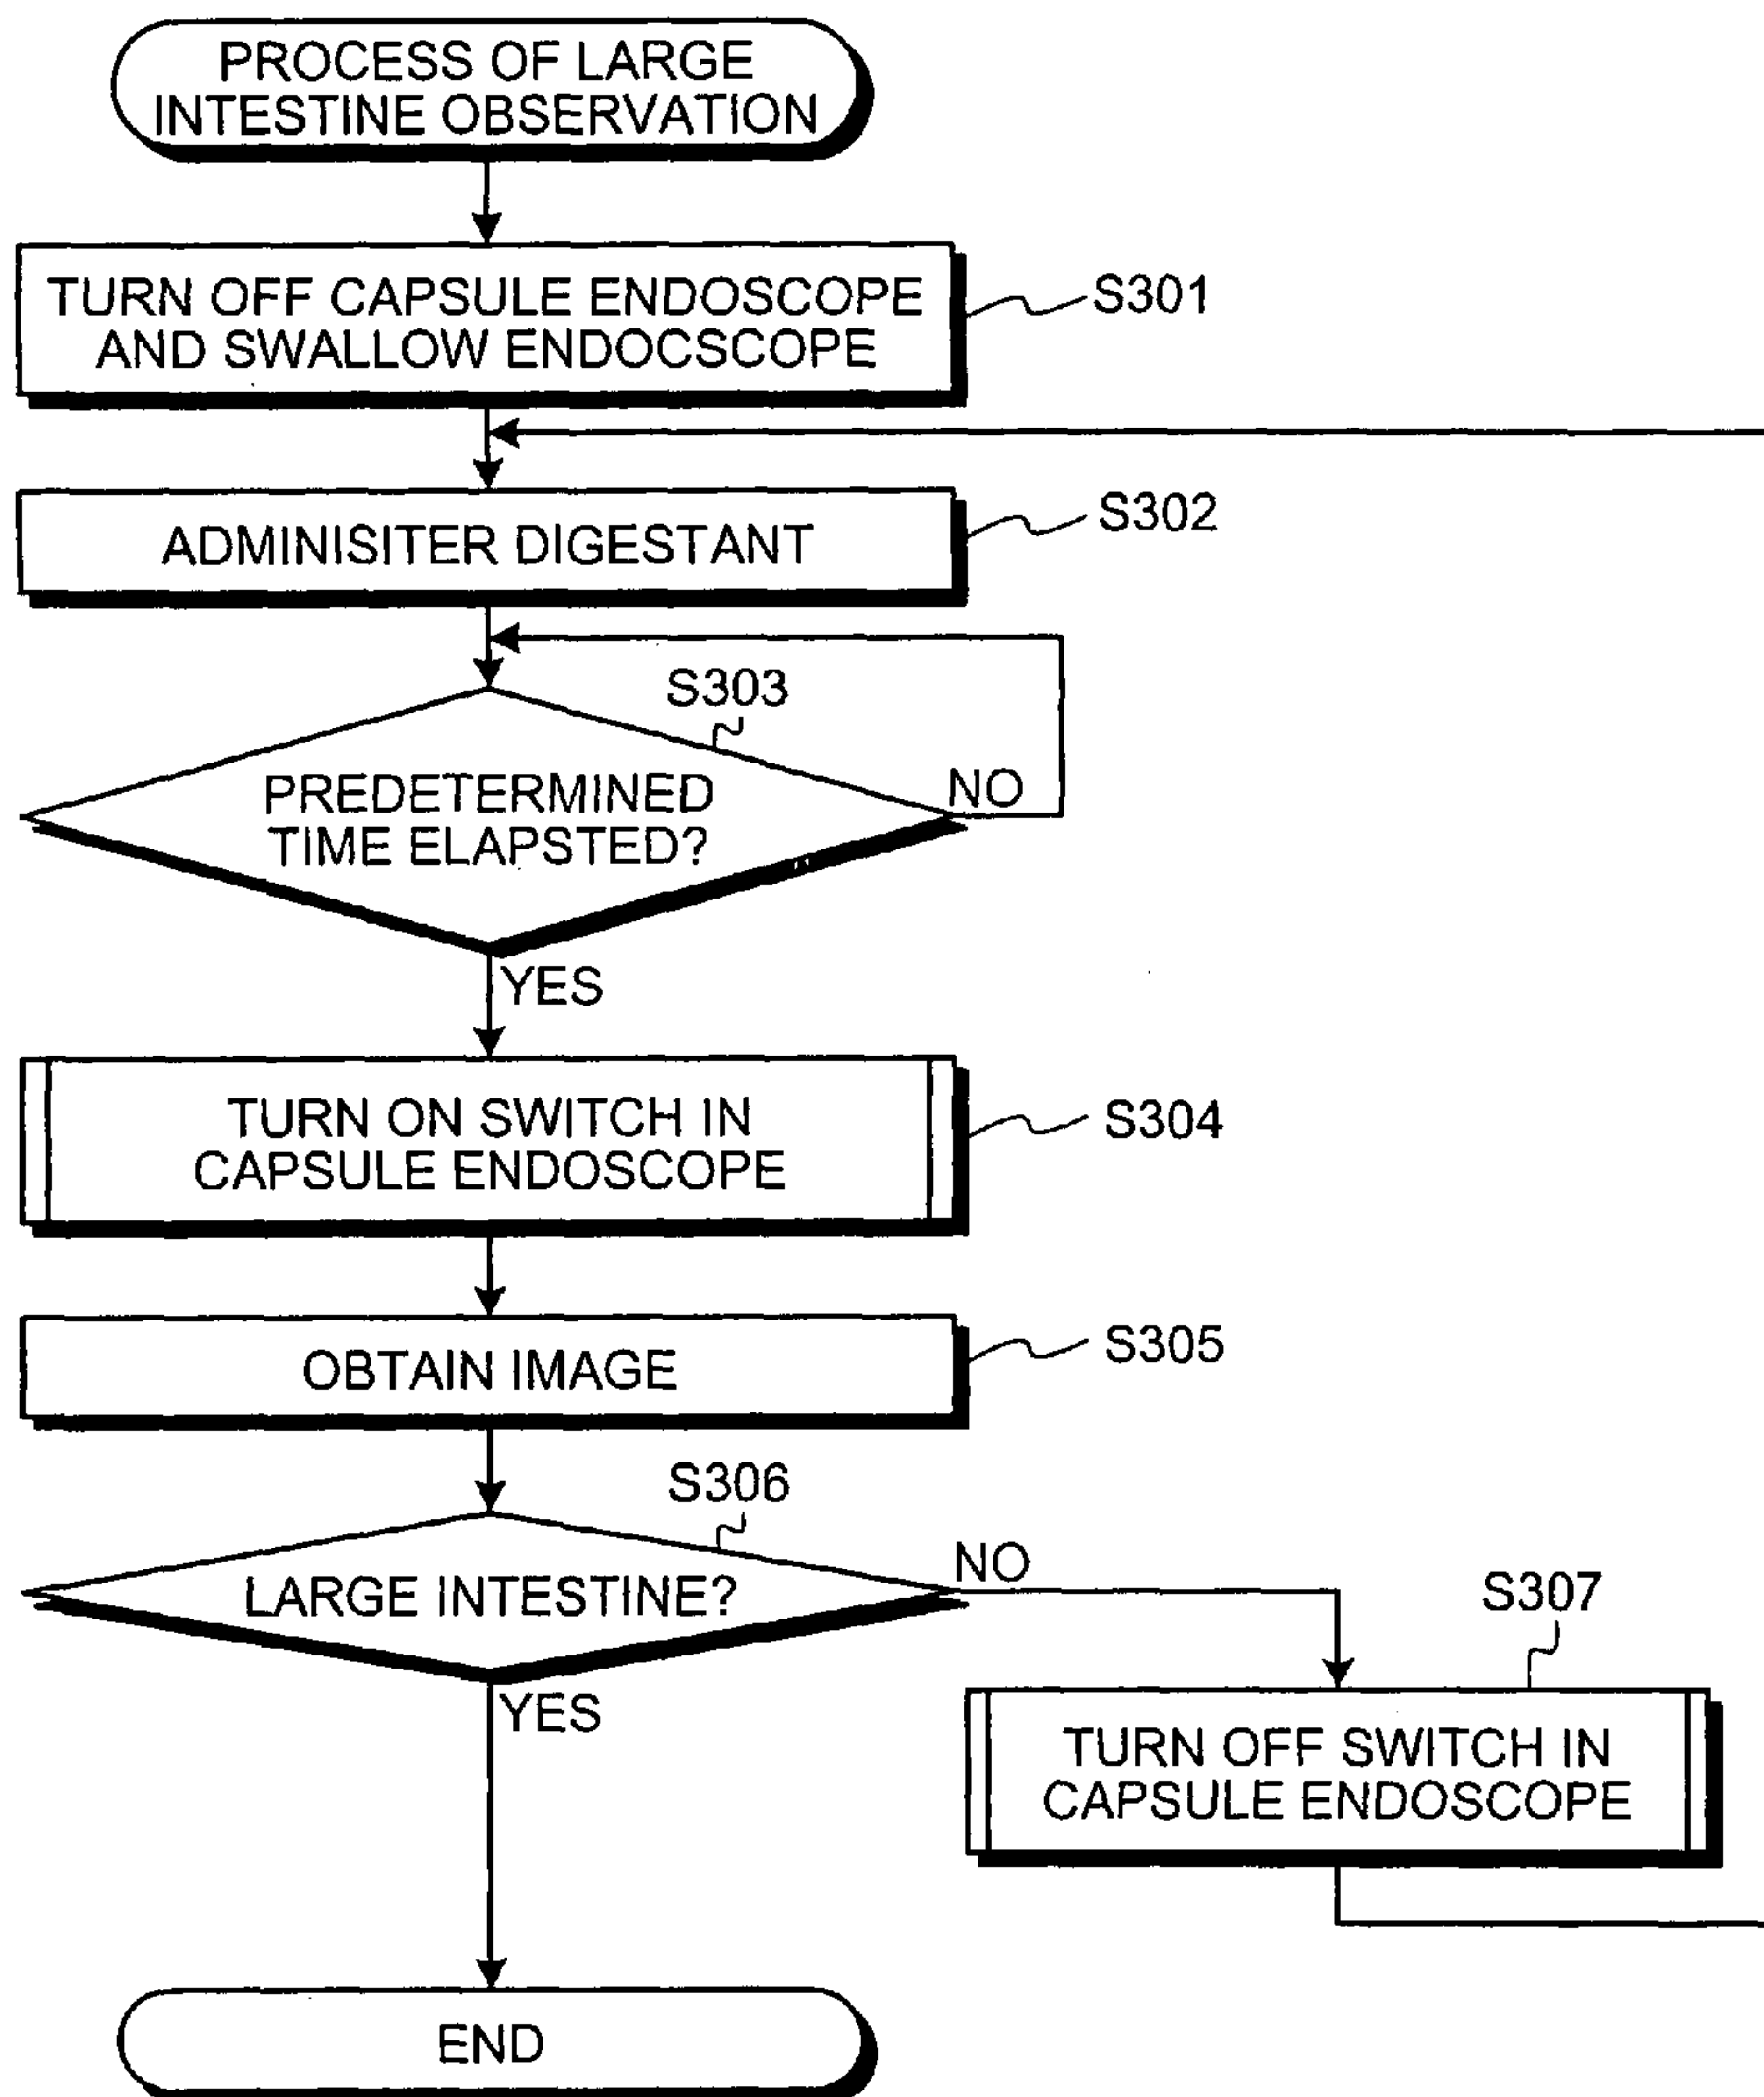 PROCESS OF LARGE
INTESTINE OBSERVATION
TURN OFF CAPSULE ENDOSCOPE
AND SWALLOW ENDOCSCOPE
S301
ADMINISITER DIGESTANT
S302
S303
PREDETERMINED
TIME ELAPSTED?
NO
YES
TURN ON SWITCH IN
CAPSULE ENDOSCOPE
S304
OBTAIN IMAGE
S305
S306
LARGE INTESTINE?
NO
YES
S307
TURN OFF SWITCH IN
CAPSULE ENDOSCOPE
END